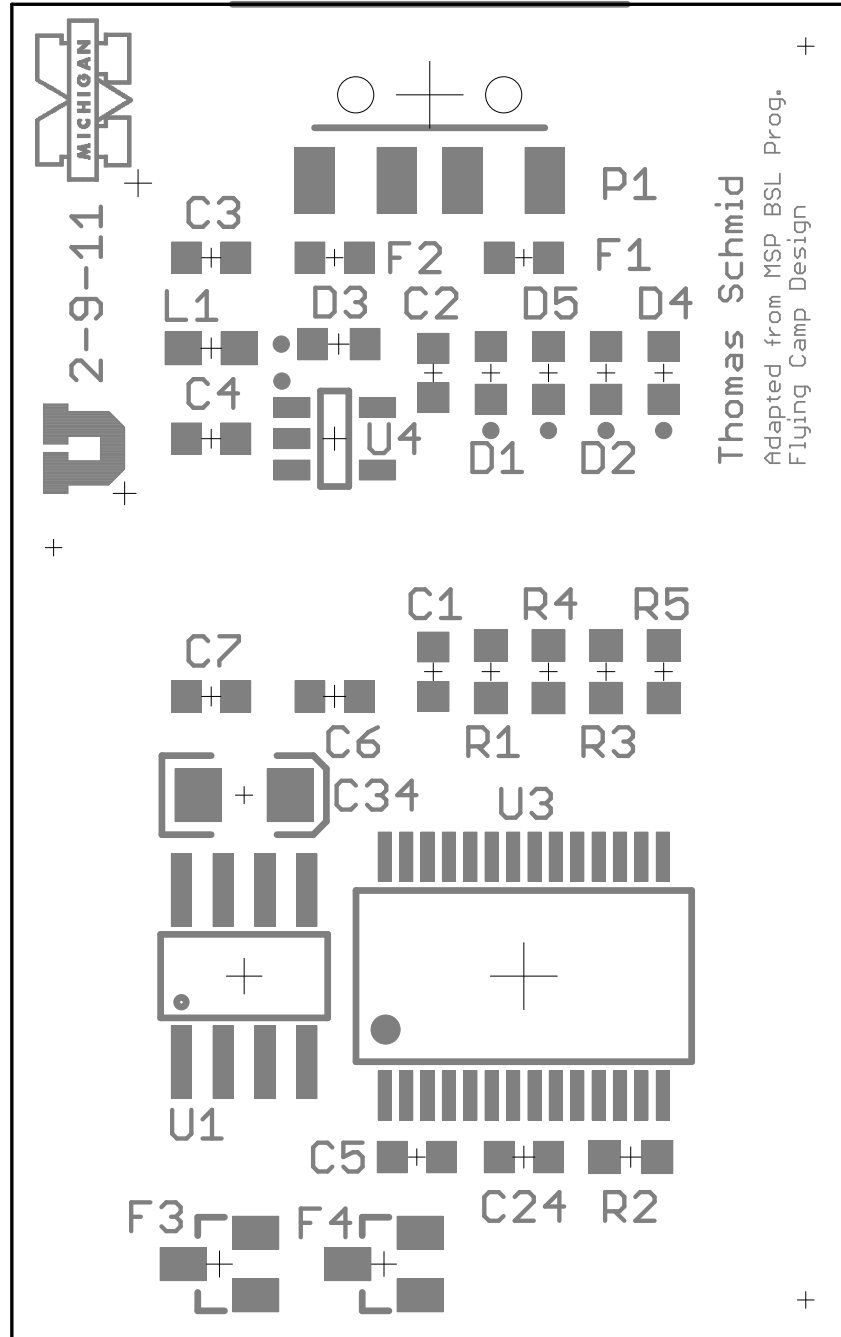 MICHIGAN
2-9-11
P1
C3
F2
F1
L1
D3
C2
D5
D4
C4
U4
D1
D2
Thomas Schmid
Adapted from MSP BSL Prog.
Flying Camp Design
C1
R4
R5
C7
C6
R1
R3
C34
U3
U1
C5
C24
R2
F3
F4